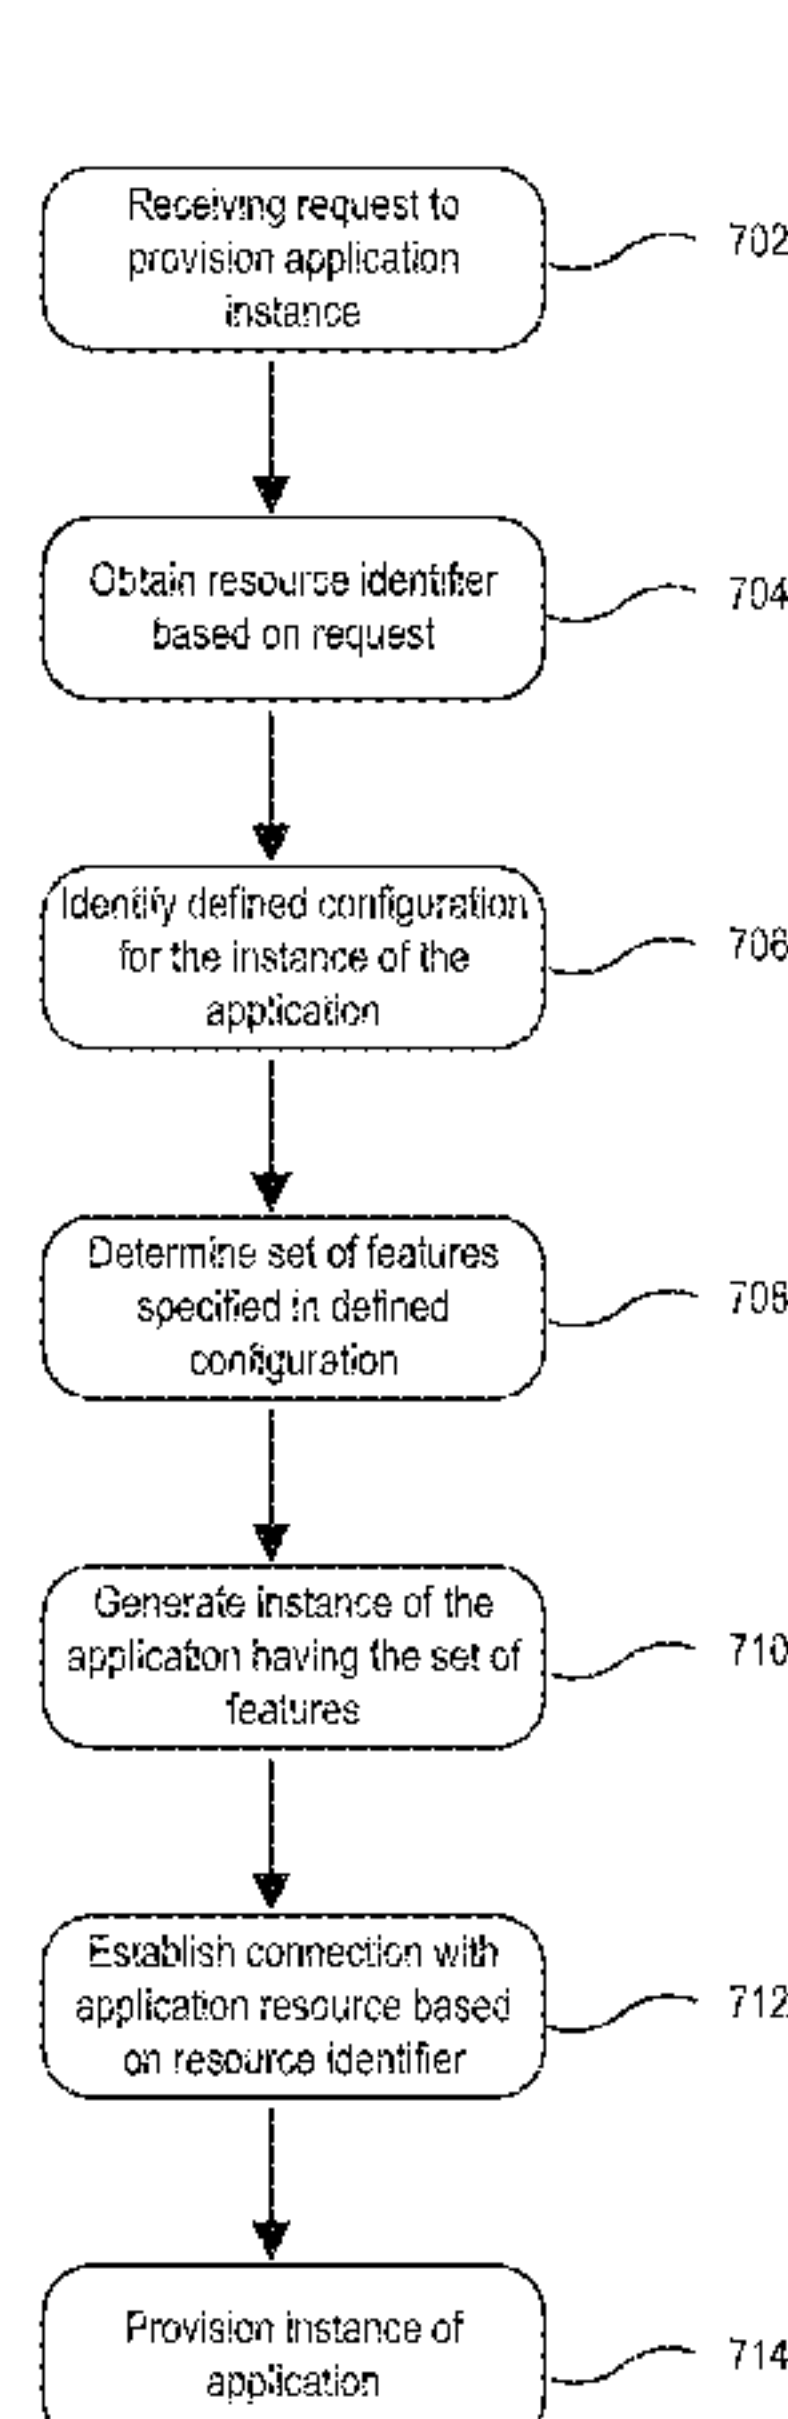 Receiving request to
provision application
instance
702
Obtain resource identifier
based on request
704
Identify defined configuration
for the instance of the
application
706
Determine set of features
specified in defined
configuration
708
Generate instance of the
application having the set of
features
710
Establish connection with
application resource based
on resource identifier
712
Provision instance of
application
714